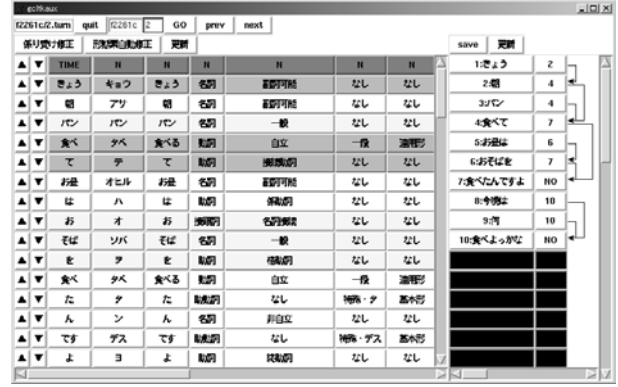 gcltkaux
f2261c/2.turn quit f2261c 2 GO prev next
係り受け修正 形態素自動修正 更新 save 更新
TIME N N N N N N
きょう キョウ きょう 名詞 副詞可能 なし なし
朝 アサ 朝 名詞 副詞可能 なし なし
パン パン パン 名詞 一般 なし なし
食べ タベ 食べる 動詞 自立 一段 連用形
て テ て 助詞 接続助詞 なし なし
お昼 オヒル お昼 名詞 副詞可能 なし なし
は ハ は 助詞 係助詞 なし なし
お オ お 接頭詞 名詞接続 なし なし
そば ソバ そば 名詞 一般 なし なし
を ヲ を 助詞 格助詞 なし なし
食べ タベ 食べる 動詞 自立 一段 連用形
た タ た 助動詞 なし 特殊・タ 基本形
ん ン ん 名詞 非自立 なし なし
です デス です 助動詞 なし 特殊・デス 基本形
よ ヨ よ 助詞 終助詞 なし なし
1:きょう 2
2:朝 4
3:パン 4
4:食べて 7
5:お昼は 6
6:おそばを 7
7:食べたんですよ NO
8:今晩は 10
9:何 10
10:食べよっかな NO